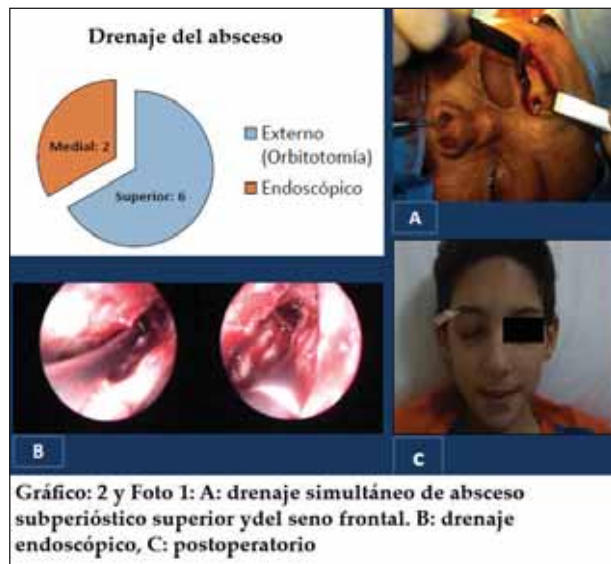 Drenaje del absceso
Medial: 2
Superior: 6
Externo
(Orbitotomía)
Endoscópico
A
B
C
Gráfico: 2 y Foto 1: A: drenaje simultáneo de absceso
subperióstico superior ydel seno frontal. B: drenaje
endoscópico, C: postoperatorio